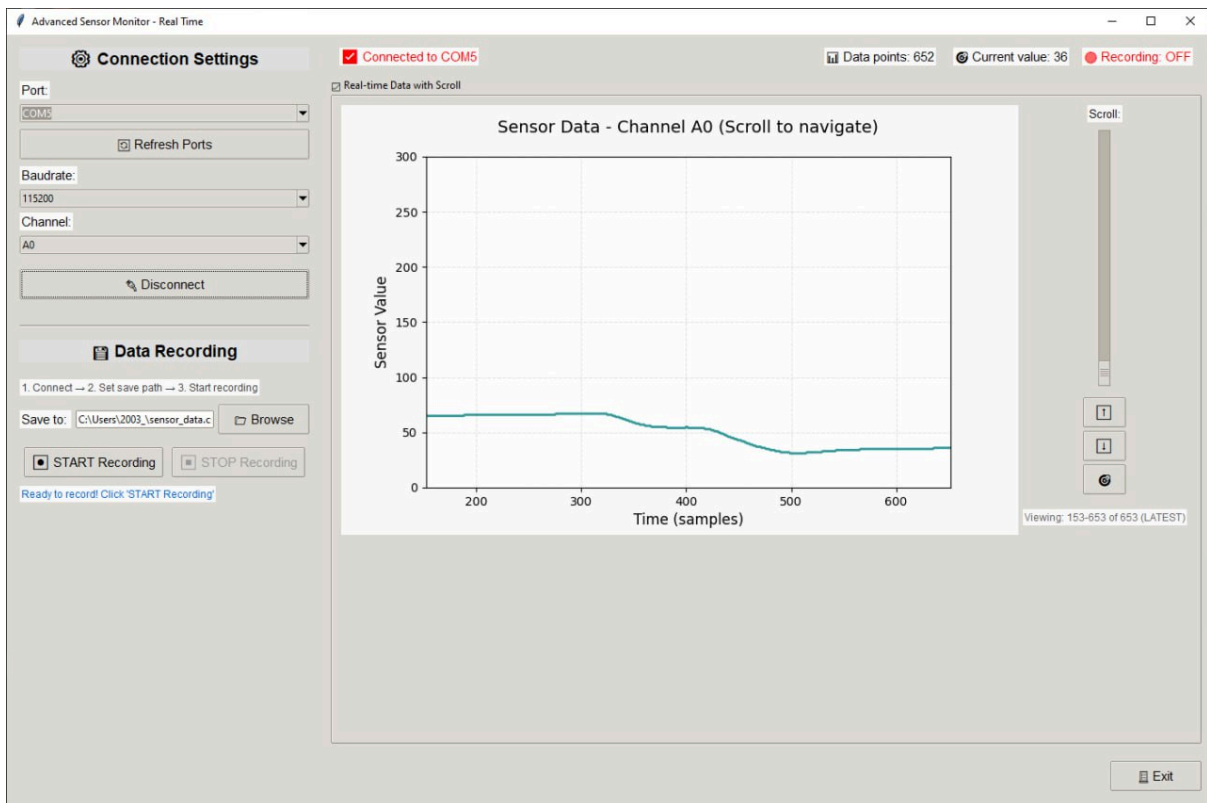 Advanced Sensor Monitor - Real Time
Connection Settings
Port:
COM5
Refresh Ports
Baudrate:
115200
Channel:
A0
Disconnect
Data Recording
1. Connect → 2. Set save path → 3. Start recording
Save to: C:\Users\2003_\sensor_data.c Browse
START Recording STOP Recording
Ready to record! Click 'START Recording'
Connected to COM5 Data points: 652 Current value: 36 Recording: OFF
Real-time Data with Scroll
Sensor Data - Channel A0 (Scroll to navigate)
300
250
200
150
100
50
0
Sensor Value
200 300 400 500 600
Time (samples)
Scroll:
Viewing: 153-653 of 653 (LATEST)
Exit